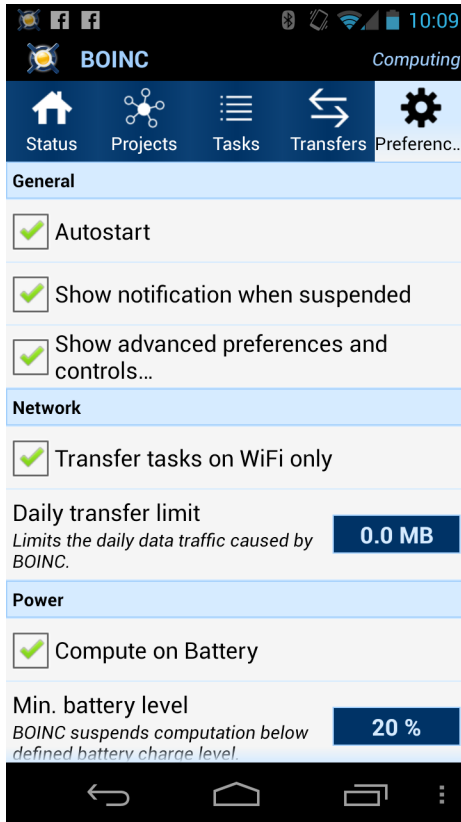 10:09
BOINC
Computing
Status Projects Tasks Transfers Preferenc..
General
Autostart
Show notification when suspended
Show advanced preferences and
controls...
Network
Transfer tasks on WiFi only
Daily transfer limit
Limits the daily data traffic caused by
BOINC.
0.0 MB
Power
Compute on Battery
Min. battery level
BOINC suspends computation below
defined battery charge level.
20 %